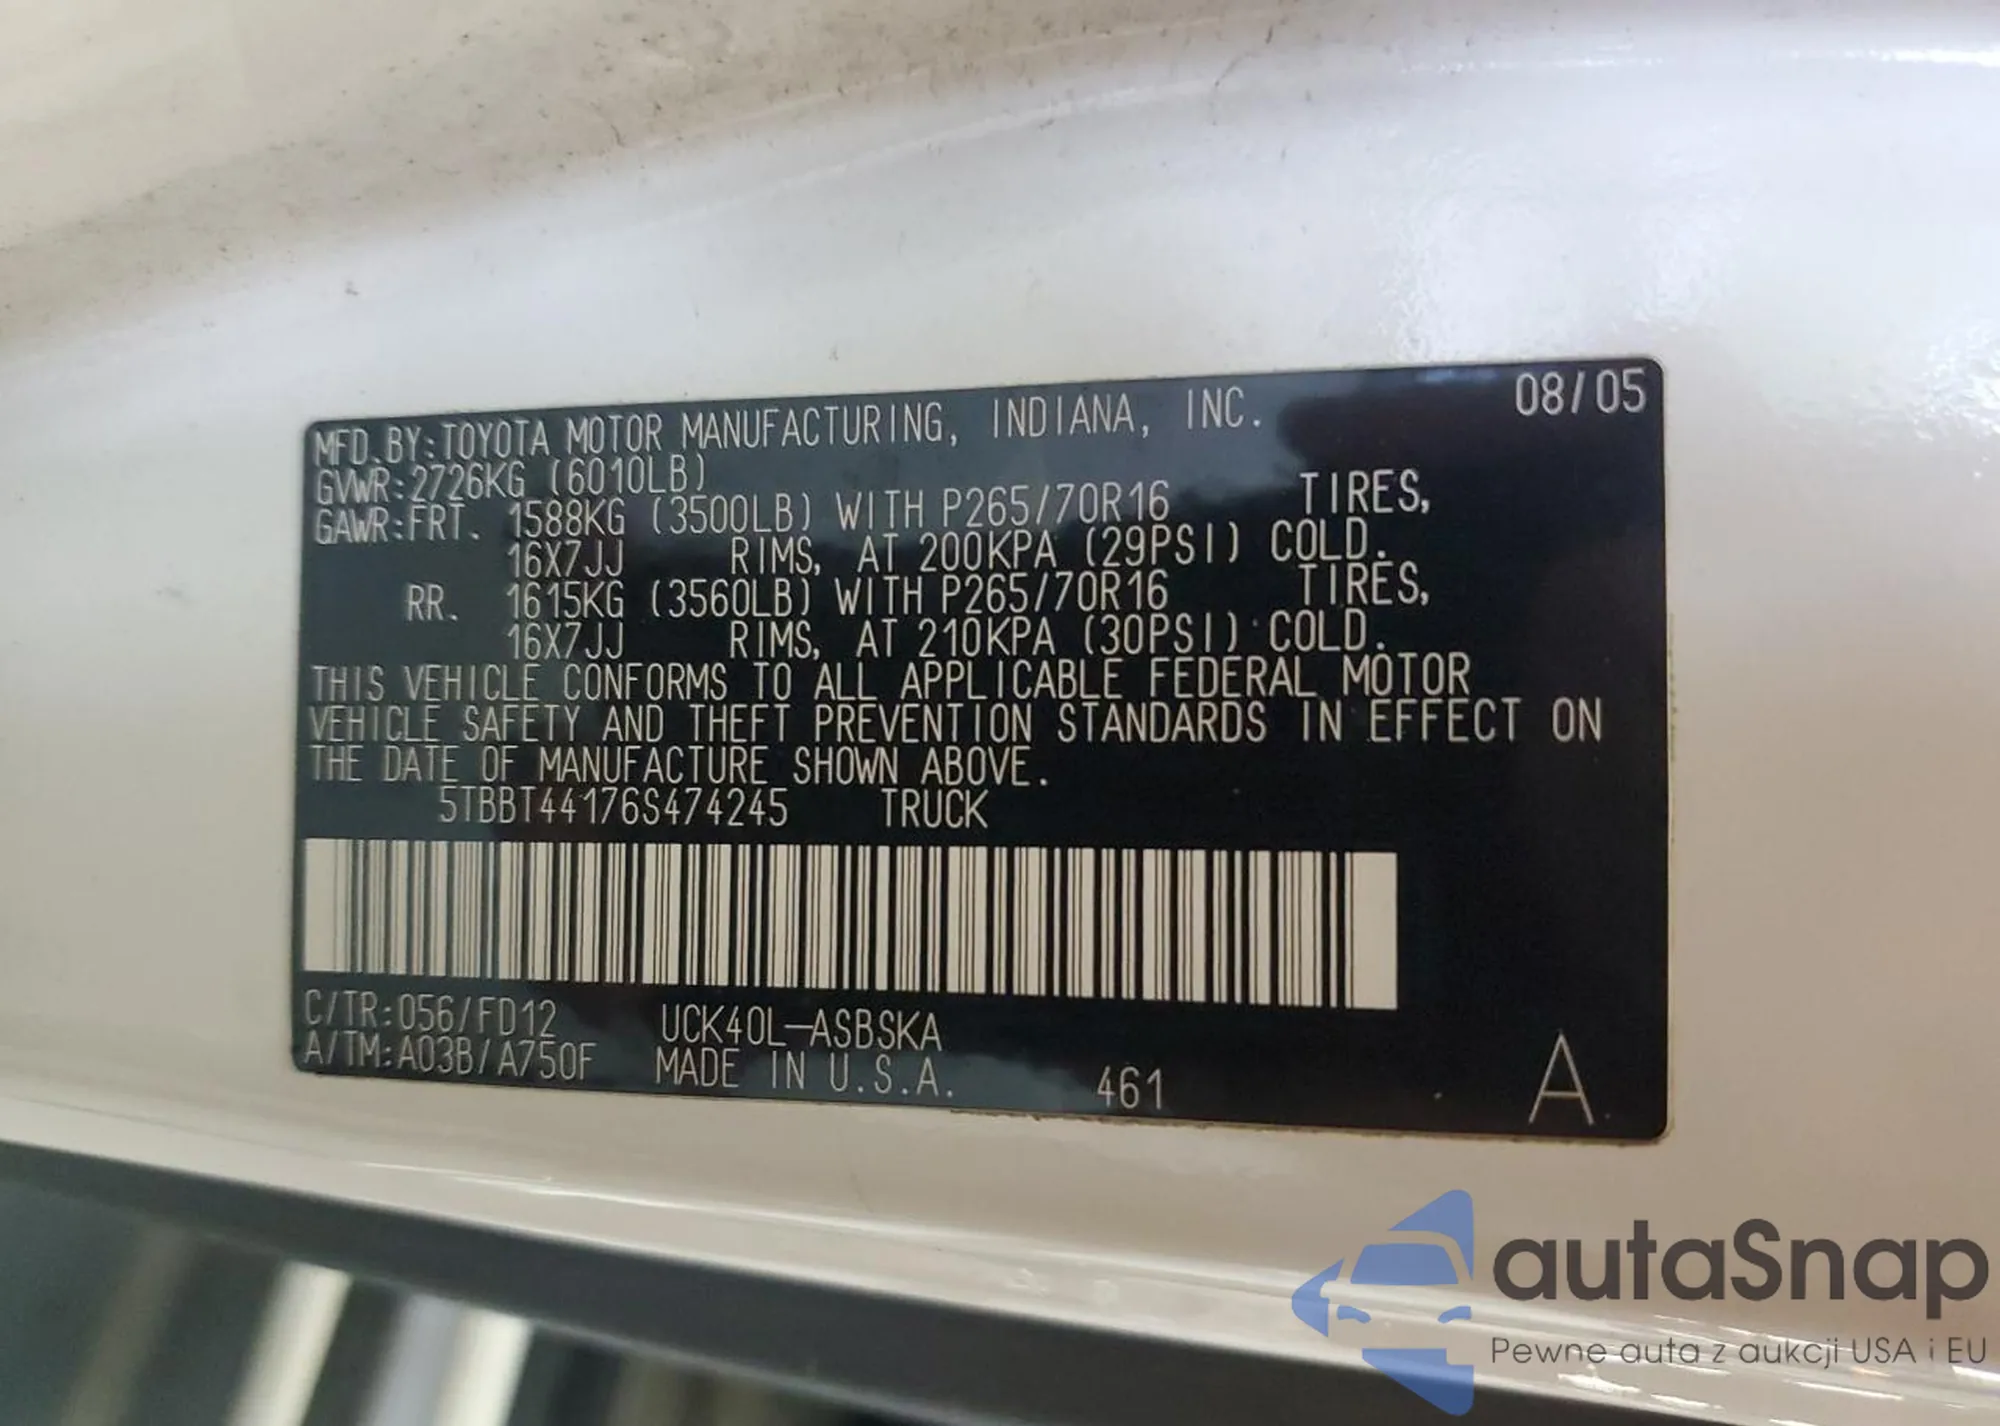 08/05
MFD.BY:TOYOTA MOTOR MANUFACTURING, INDIANA, INC.
GVWR:2726KG (6010LB)
GAWR:FRT. 1588KG (3500LB) WITH P265/70R16 TIRES,
16X7JJ RIMS, AT 200KPA (29PSI) COLD.
RR. 1615KG (3560LB) WITH P265/70R16 TIRES,
16X7JJ RIMS, AT 210KPA (30PSI) COLD.
THIS VEHICLE CONFORMS TO ALL APPLICABLE FEDERAL MOTOR
VEHICLE SAFETY AND THEFT PREVENTION STANDARDS IN EFFECT ON
THE DATE OF MANUFACTURE SHOWN ABOVE.
5TBBT44176S474245 TRUCK
C/TR:056/FD12 UCK40L-ASBSKA
A/TM:A03B/A750F MADE IN U.S.A. 461 A
autaSnap
Pewne auta z aukcji USA i EU